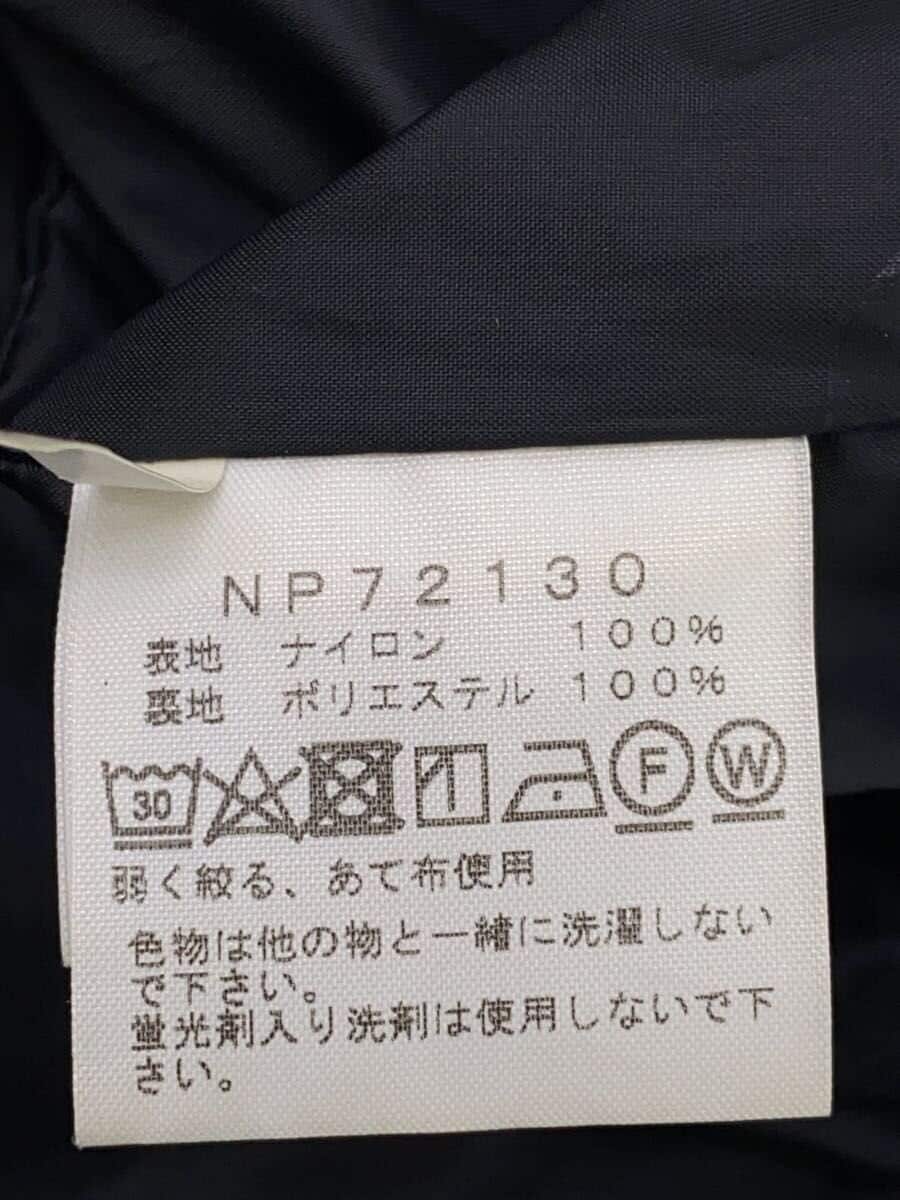 NP72130
表地 ナイロン 100%
裏地 ポリエステル 100%
30 F W
弱く絞る、あて布使用
色物は他の物と一緒に洗濯しない
で下さい。
蛍光剤入り洗剤は使用しないで下
さい。